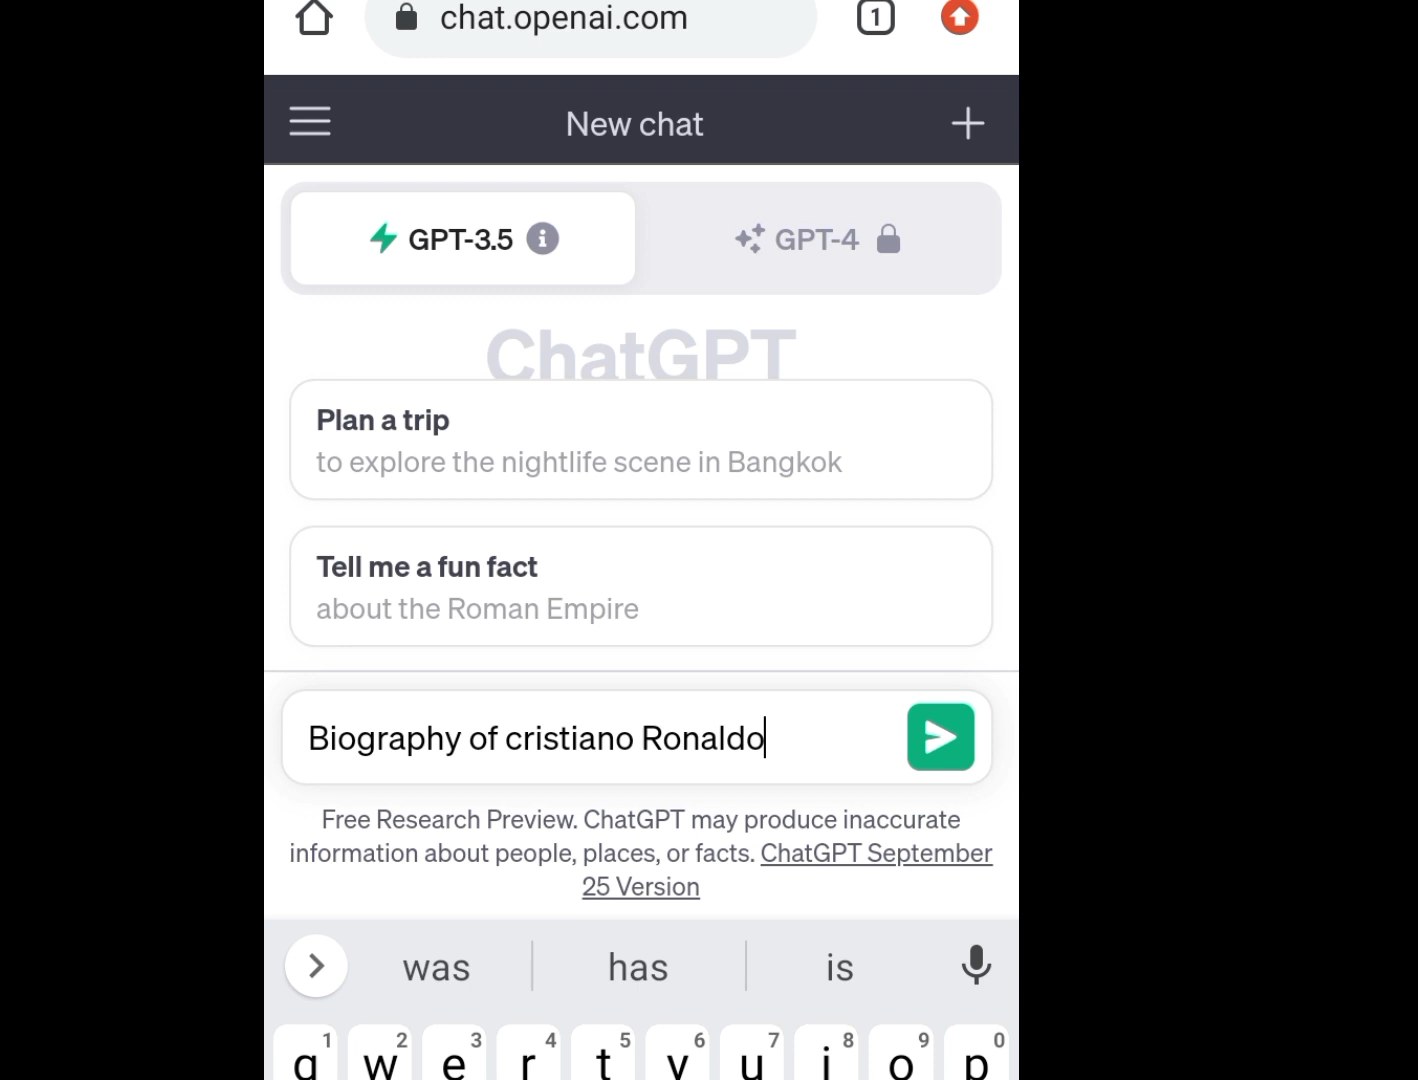 chat.openai.com
1
New chat
GPT-3.5
GPT-4
ChatGPT
Plan a trip
to explore the nightlife scene in Bangkok
Tell me a fun fact
about the Roman Empire
Biography of cristiano Ronaldo
Free Research Preview. ChatGPT may produce inaccurate
information about people, places, or facts. ChatGPT September
25 Version
was has is
1 2 3 4 5 6 7 8 9 0
q w e r t y u i o p